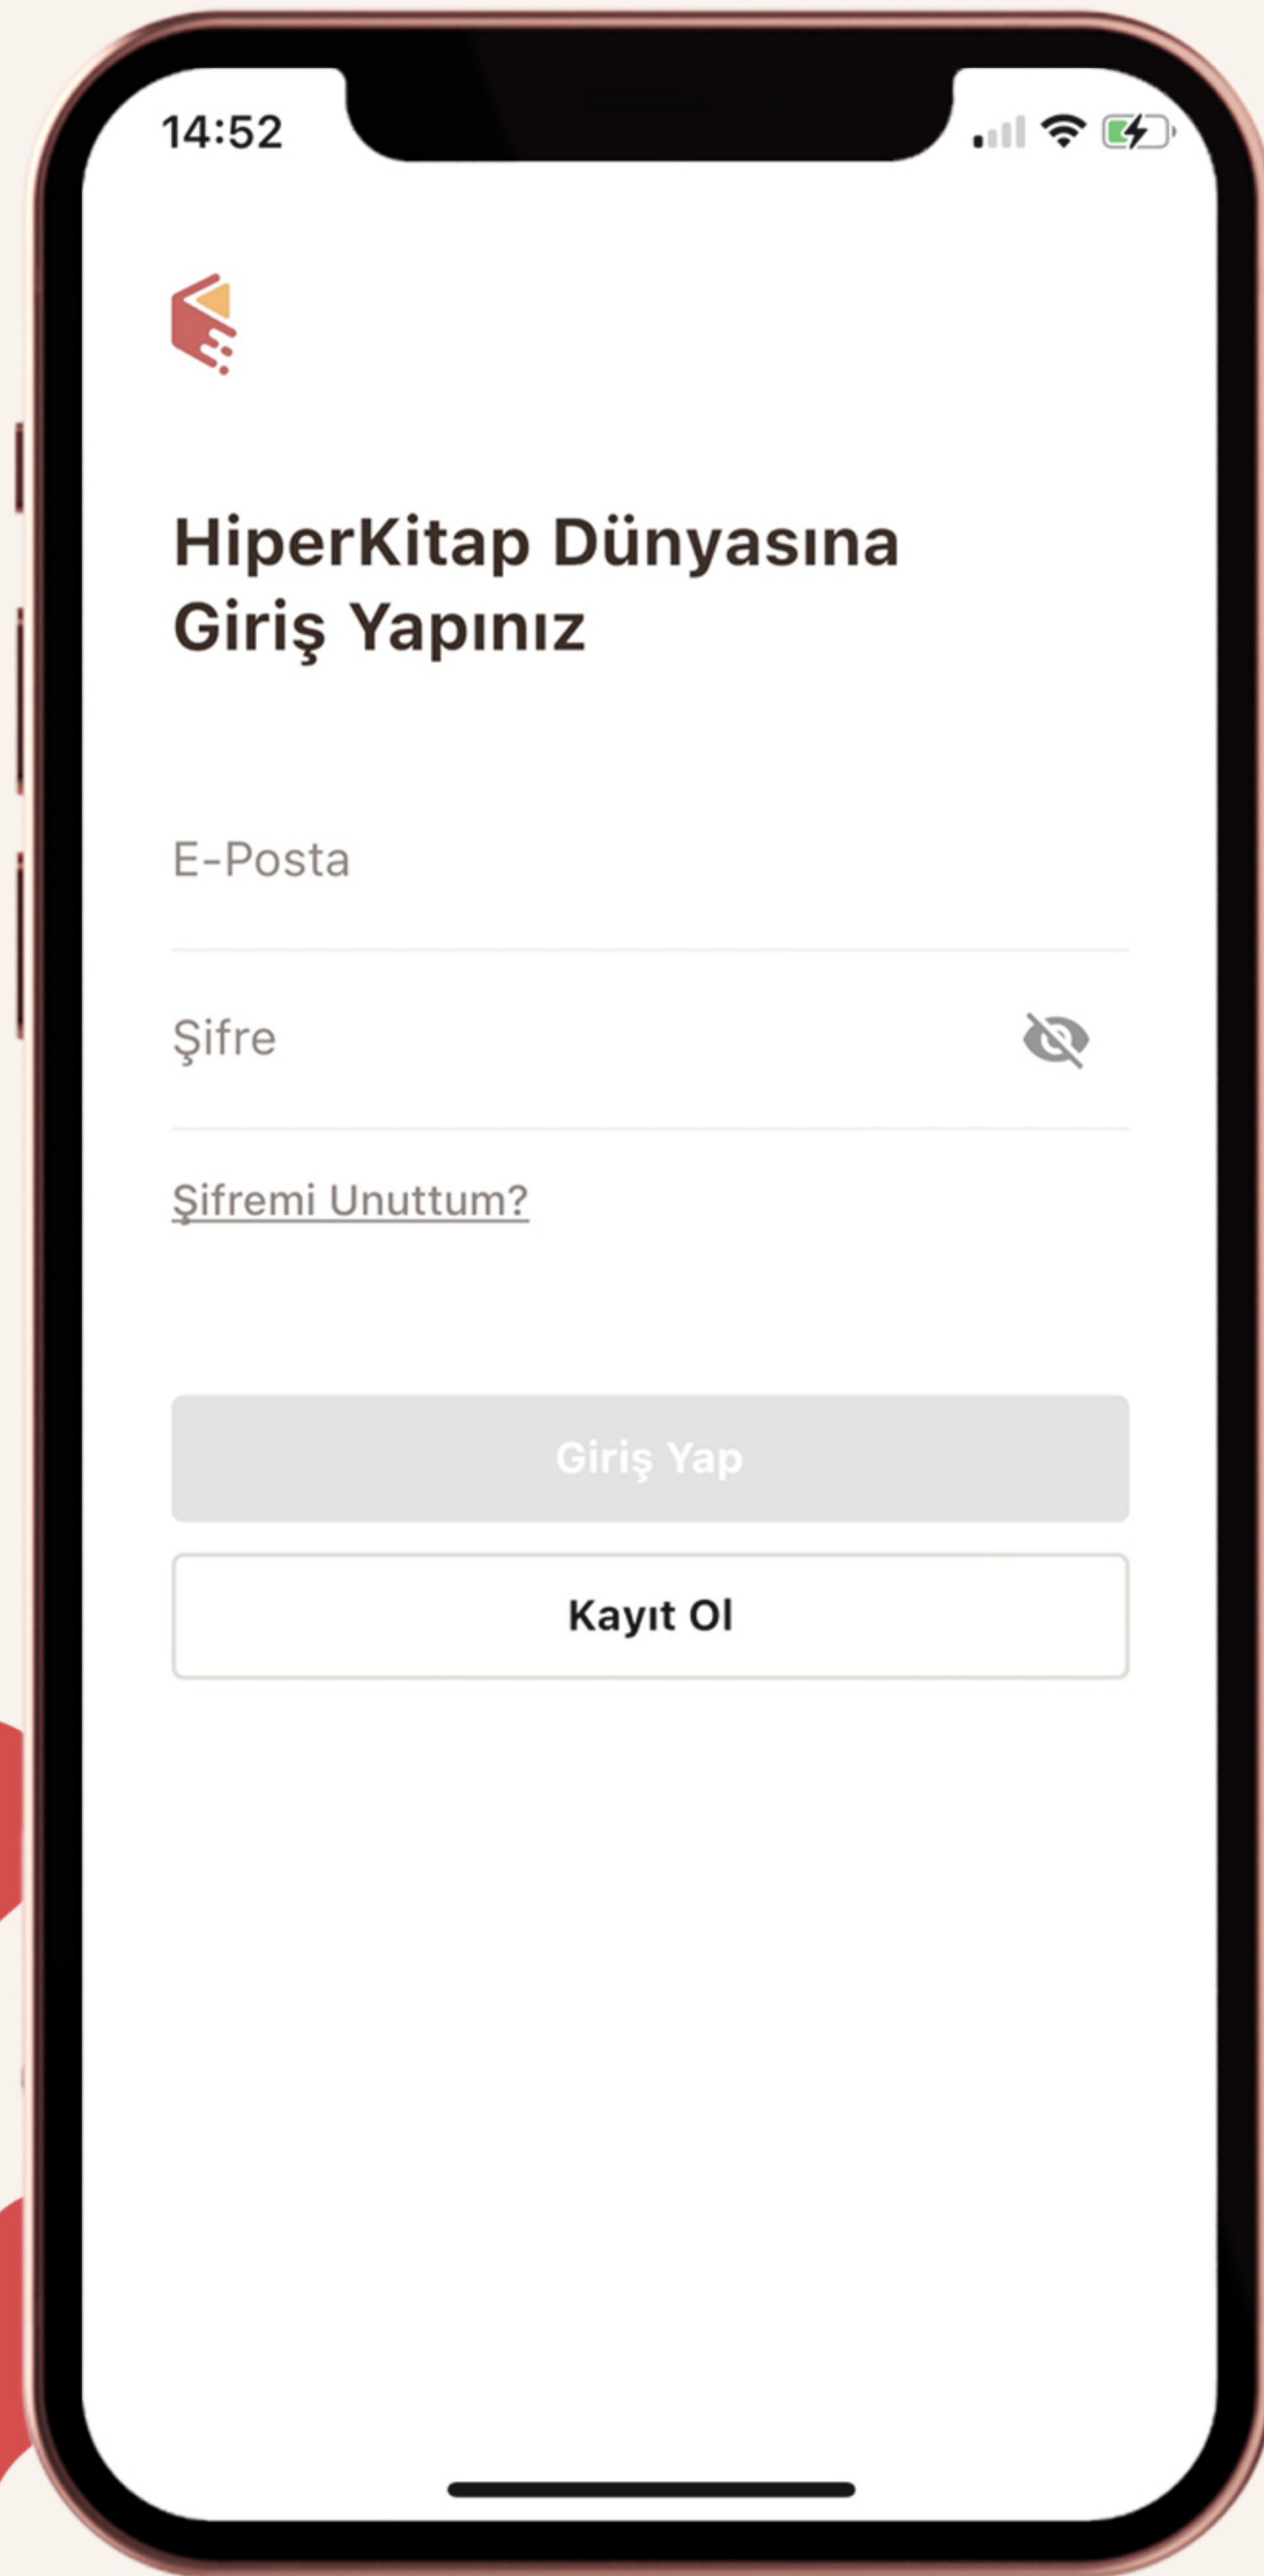 14:52
HiperKitap Dünyasına
Giriş Yapınız
E-Posta
Şifre
Şifremi Unuttum?
Giriş Yap
Kayıt Ol